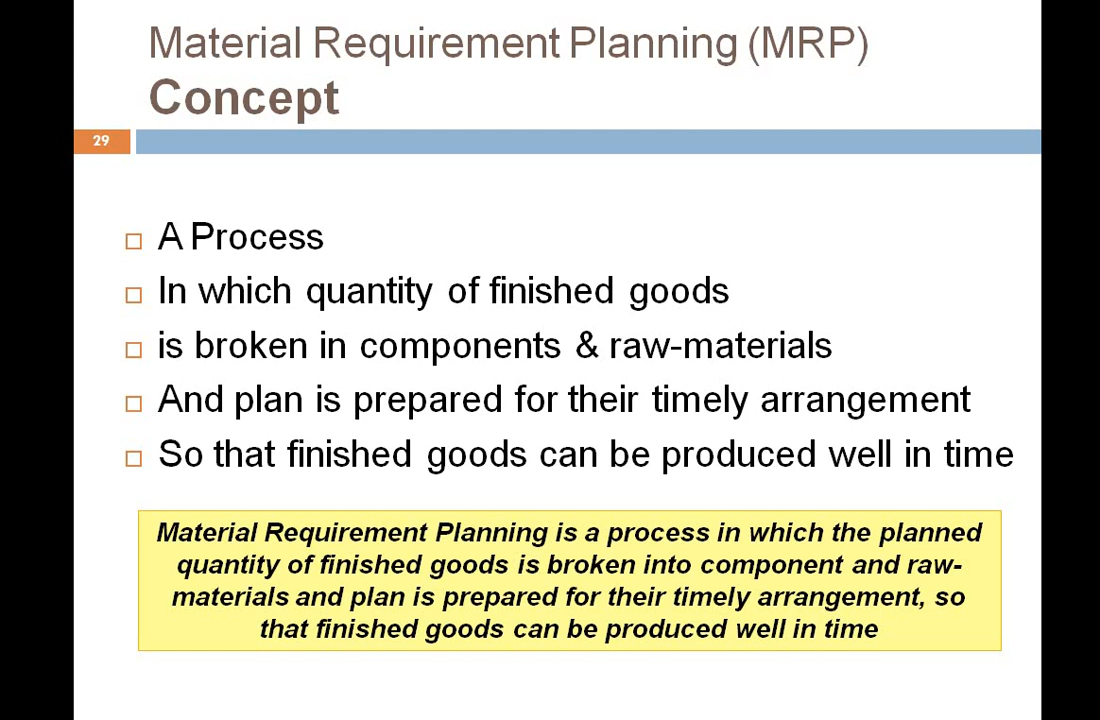 Material Requirement Planning (MRP)
Concept
29
A Process
In which quantity of finished goods
is broken in components & raw-materials
And plan is prepared for their timely arrangement
So that finished goods can be produced well in time
Material Requirement Planning is a process in which the planned
quantity of finished goods is broken into component and raw-
materials and plan is prepared for their timely arrangement, so
that finished goods can be produced well in time